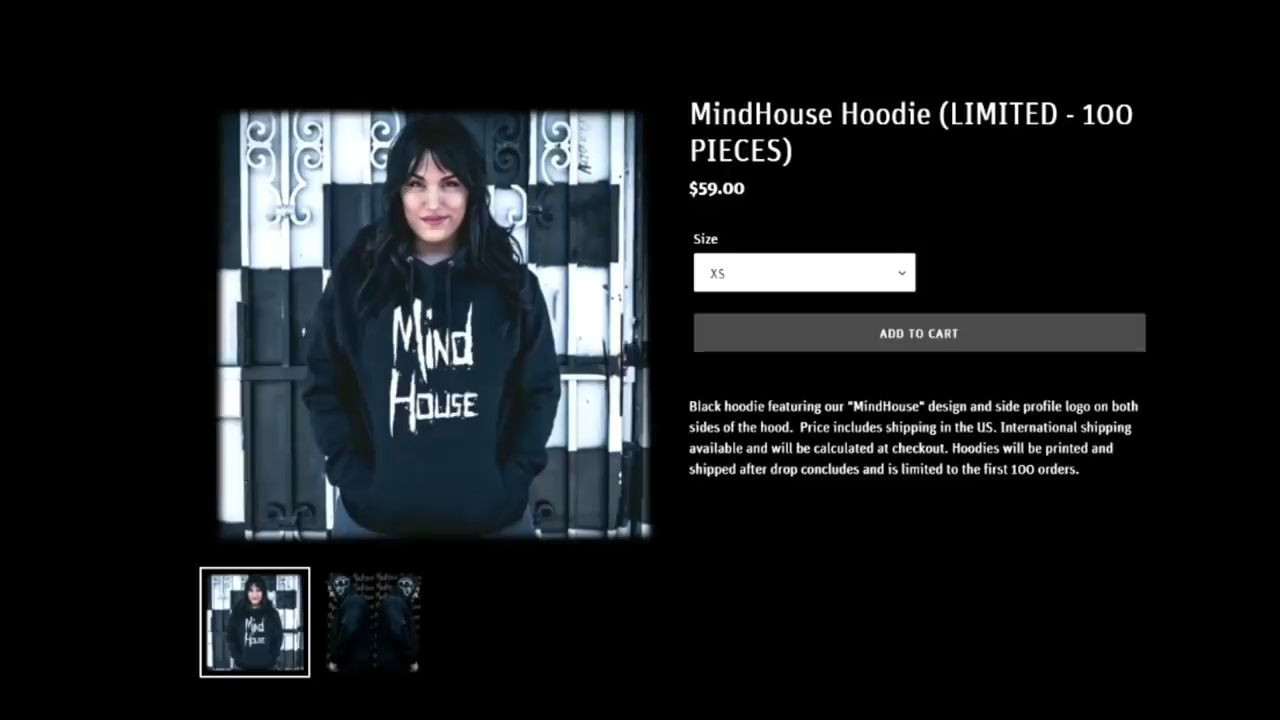 MindHouse Hoodie (LIMITED - 100
PIECES)
$59.00
Size
XS
ADD TO CART
Mind
House
Black hoodie featuring our "MindHouse" design and side profile logo on both
sides of the hood. Price includes shipping in the US. International shipping
available and will be calculated at checkout. Hoodies will be printed and
shipped after drop concludes and is limited to the first 100 orders.
Mind
House